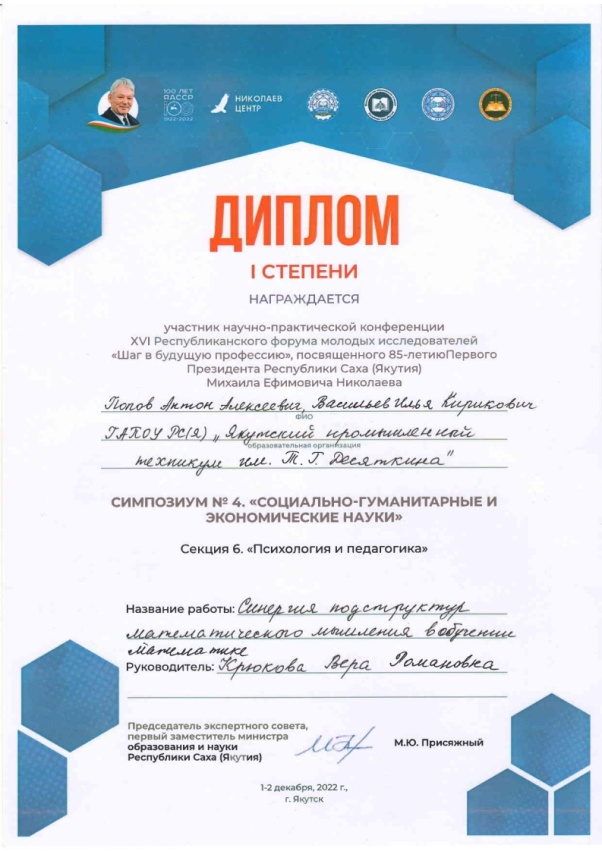 100 ЛЕТ
ЯАССР
1922-2022
НИКОЛАЕВ
ЦЕНТР
ДИПЛОМ
I СТЕПЕНИ
НАГРАЖДАЕТСЯ
участник научно-практической конференции
XVI Республиканского форума молодых исследователей
«Шаг в будущую профессию», посвященного 85-летиюПервого
Президента Республики Саха (Якутия)
Михаила Ефимовича Николаева
Попов Антон Алексеевич, Васильев Илья Кирикович
ФИО
ГАПОУ РС(Я) „Якутский промышленный
образовательная организация
техникум им. Т. Г. Десяткина"
СИМПОЗИУМ № 4. «СОЦИАЛЬНО-ГУМАНИТАРНЫЕ И
ЭКОНОМИЧЕСКИЕ НАУКИ»
Секция 6. «Психология и педагогика»
Название работы: Синергия подструктур
математического мышления в обучении
математике
Руководитель: Крюкова Вера Романовна
Председатель экспертного совета,
первый заместитель министра
образования и науки
Республики Саха (Якутия)
М.Ю. Присяжный
1-2 декабря, 2022 г.,
г. Якутск